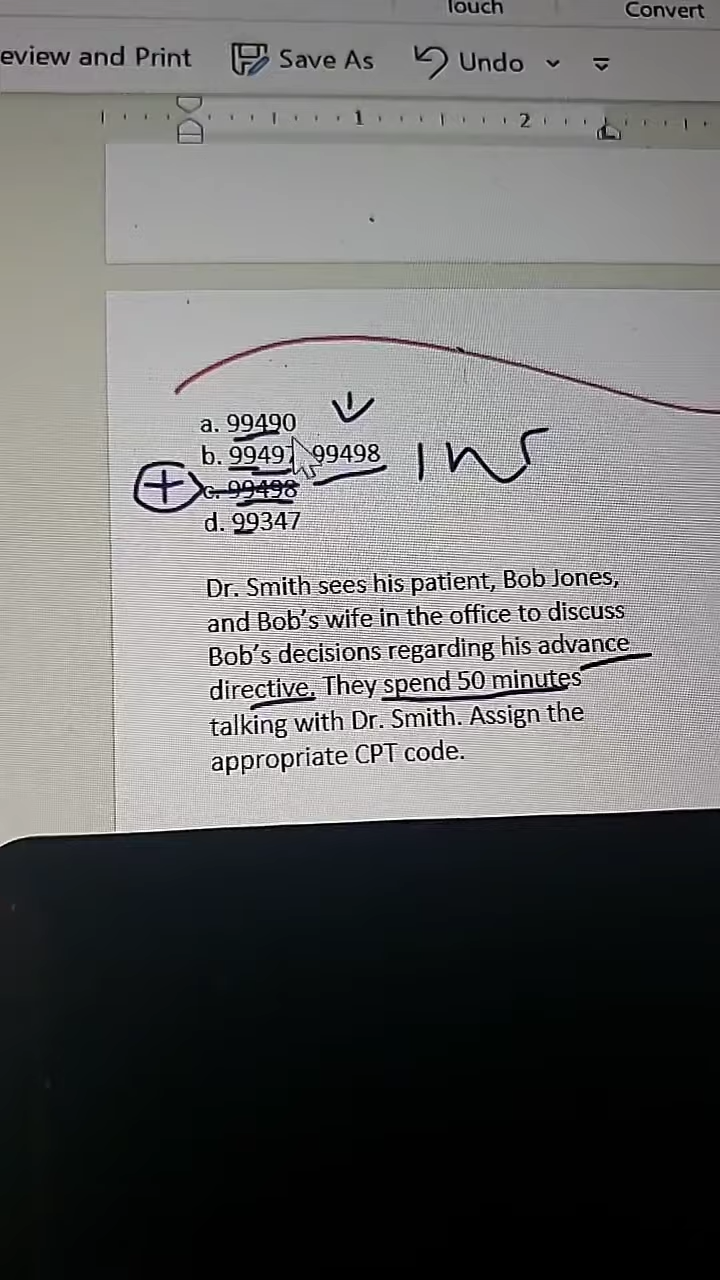 Touch
Convert
eview and Print Save As Undo
1 2
a. 99490
b. 99497 99498
c. 99498
d. 99347
Dr. Smith sees his patient, Bob Jones,
and Bob's wife in the office to discuss
Bob's decisions regarding his advance
directive. They spend 50 minutes
talking with Dr. Smith. Assign the
appropriate CPT code.